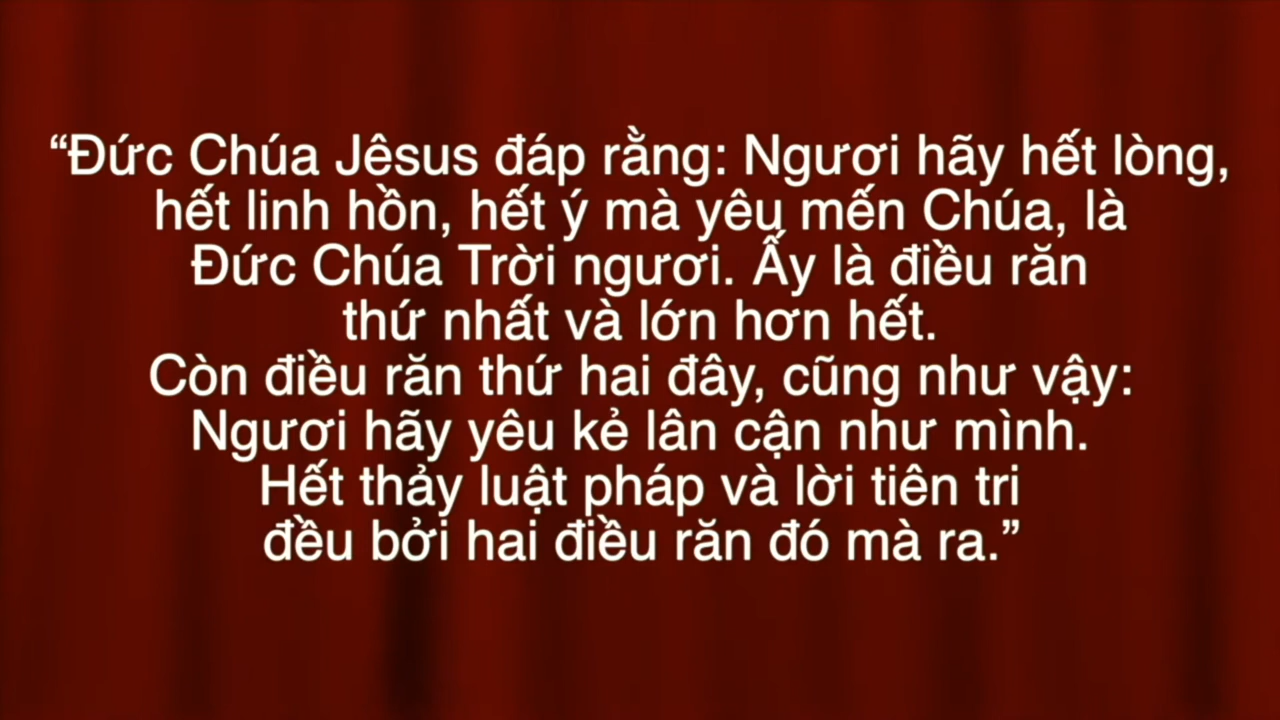 “Đức Chúa Jêsus đáp rằng: Ngươi hãy hết lòng,
hết linh hồn, hết ý mà yêu mến Chúa, là
Đức Chúa Trời ngươi. Ấy là điều răn
thứ nhất và lớn hơn hết.
Còn điều răn thứ hai đây, cũng như vậy:
Ngươi hãy yêu kẻ lân cận như mình.
Hết thảy luật pháp và lời tiên tri
đều bởi hai điều răn đó mà ra.”